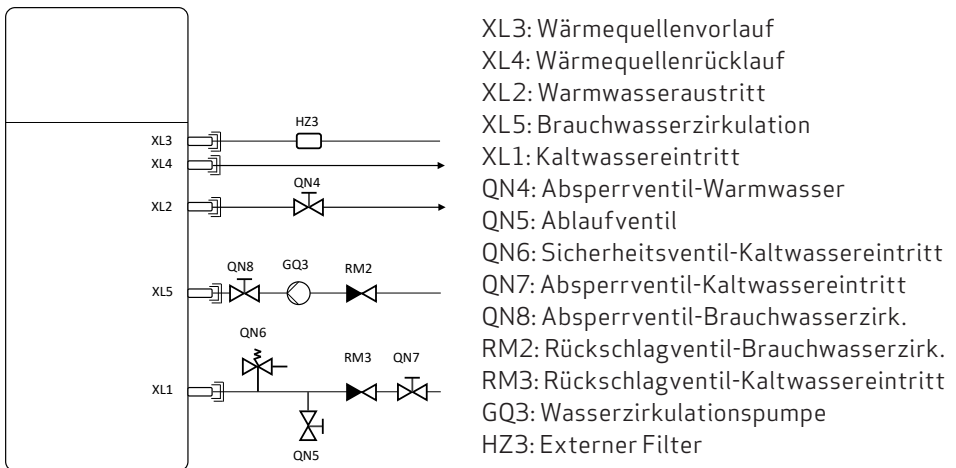 XL3
HZ3
XL4
XL2
QN4
XL5
QN8
GQ3
RM2
QN6
XL1
RM3
QN7
QN5
XL3: Wärmequellenvorlauf
XL4: Wärmequellenrücklauf
XL2: Warmwasseraustritt
XL5: Brauchwasserzirkulation
XL1: Kaltwassereintritt
QN4: Absperrventil-Warmwasser
QN5: Ablaufventil
QN6: Sicherheitsventil-Kaltwassereintritt
QN7: Absperrventil-Kaltwassereintritt
QN8: Absperrventil-Brauchwasserzirk.
RM2: Rückschlagventil-Brauchwasserzirk.
RM3: Rückschlagventil-Kaltwassereintritt
GQ3: Wasserzirkulationspumpe
HZ3: Externer Filter